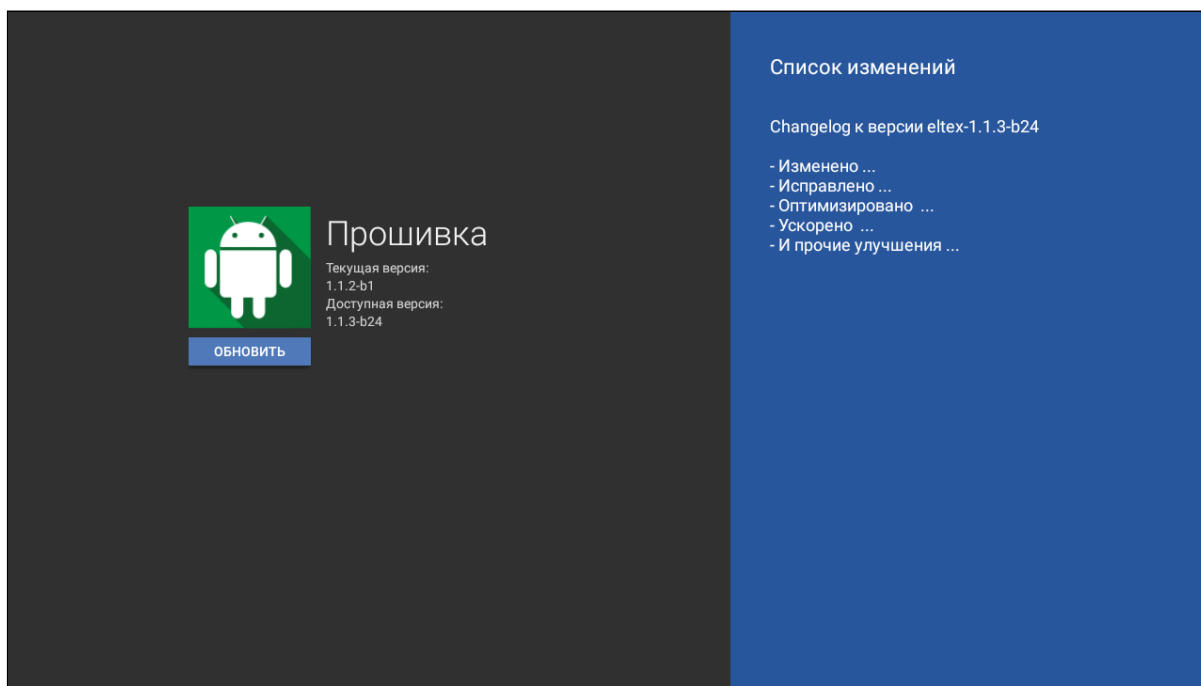 Прошивка
Текущая версия:
1.1.2-b1
Доступная версия:
1.1.3-b24
ОБНОВИТЬ
Список изменений
Changelog к версии eltex-1.1.3-b24
- Изменено ...
- Исправлено ...
- Оптимизировано ...
- Ускорено ...
- И прочие улучшения ...